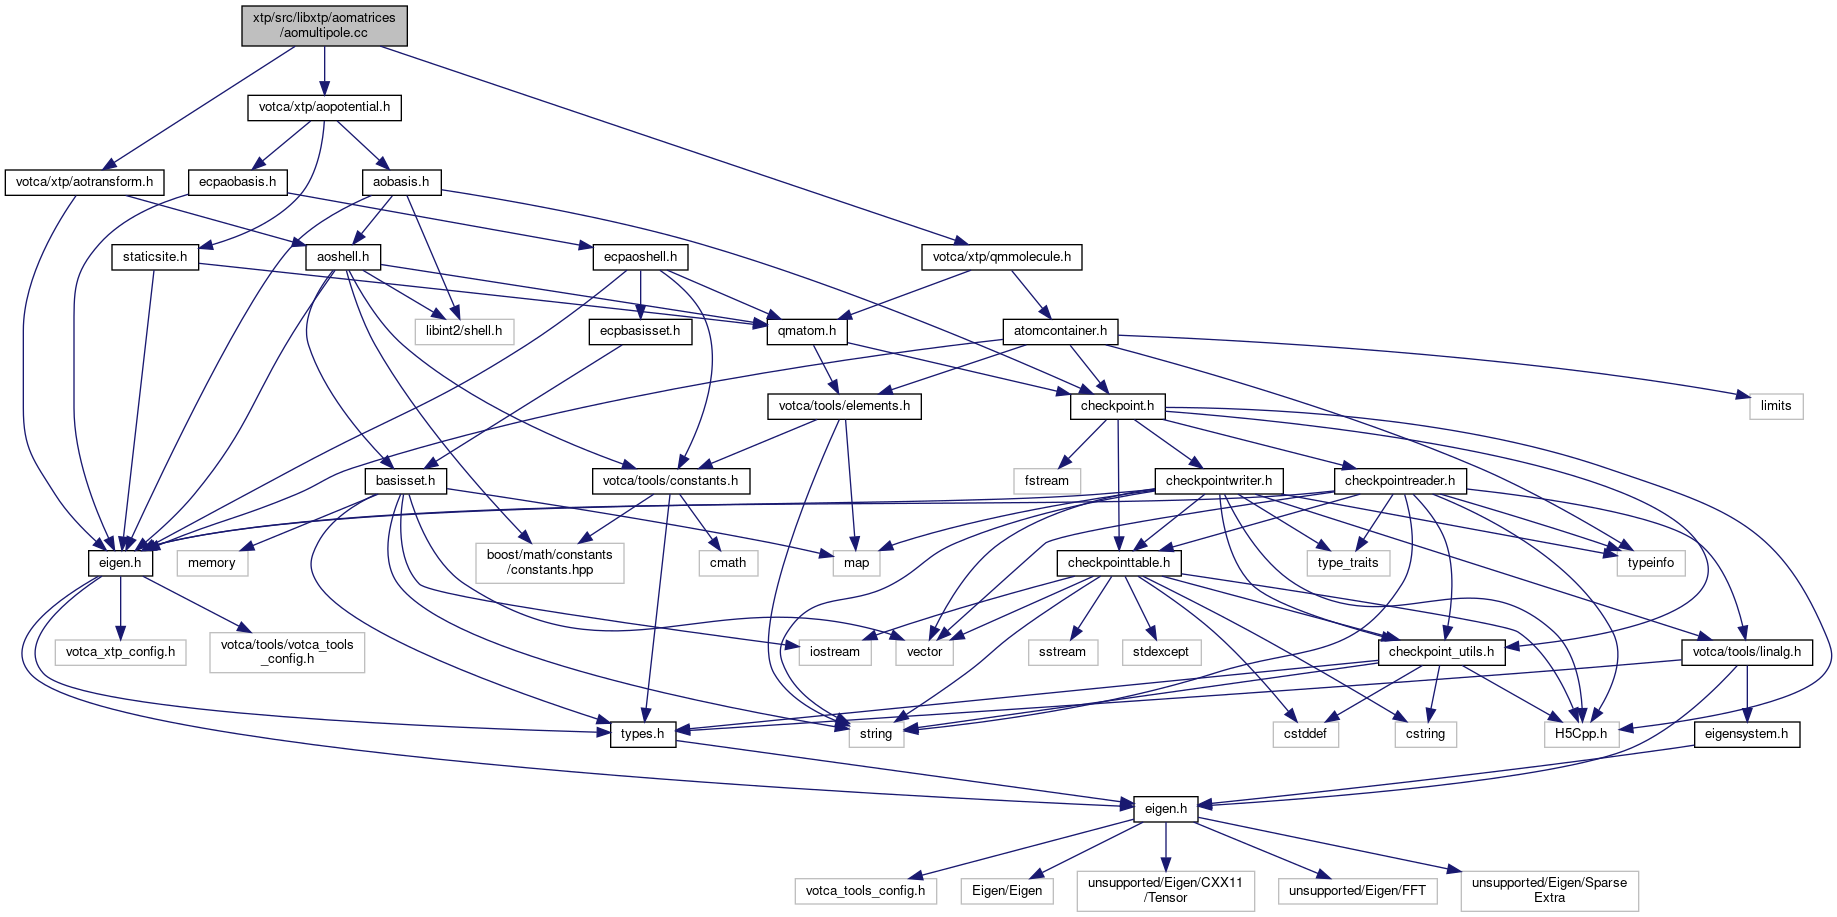 xtp/src/libxtp/aomatrices
/aomultipole.cc
votca/xtp/aopotential.h
votca/xtp/aotransform.h
ecpaobasis.h
aobasis.h
staticsite.h
aoshell.h
ecpaoshell.h
votca/xtp/qmmolecule.h
libint2/shell.h
ecpbasisset.h
qmatom.h
atomcontainer.h
votca/tools/elements.h
checkpoint.h
limits
basisset.h
votca/tools/constants.h
fstream
checkpointwriter.h
checkpointreader.h
eigen.h
memory
boost/math/constants
/constants.hpp
cmath
map
checkpointtable.h
type_traits
typeinfo
votca_xtp_config.h
votca/tools/votca_tools
_config.h
iostream
vector
sstream
stdexcept
checkpoint_utils.h
votca/tools/linalg.h
types.h
string
cstddef
cstring
H5Cpp.h
eigensystem.h
eigen.h
votca_tools_config.h
Eigen/Eigen
unsupported/Eigen/CXX11
/Tensor
unsupported/Eigen/FFT
unsupported/Eigen/Sparse
Extra